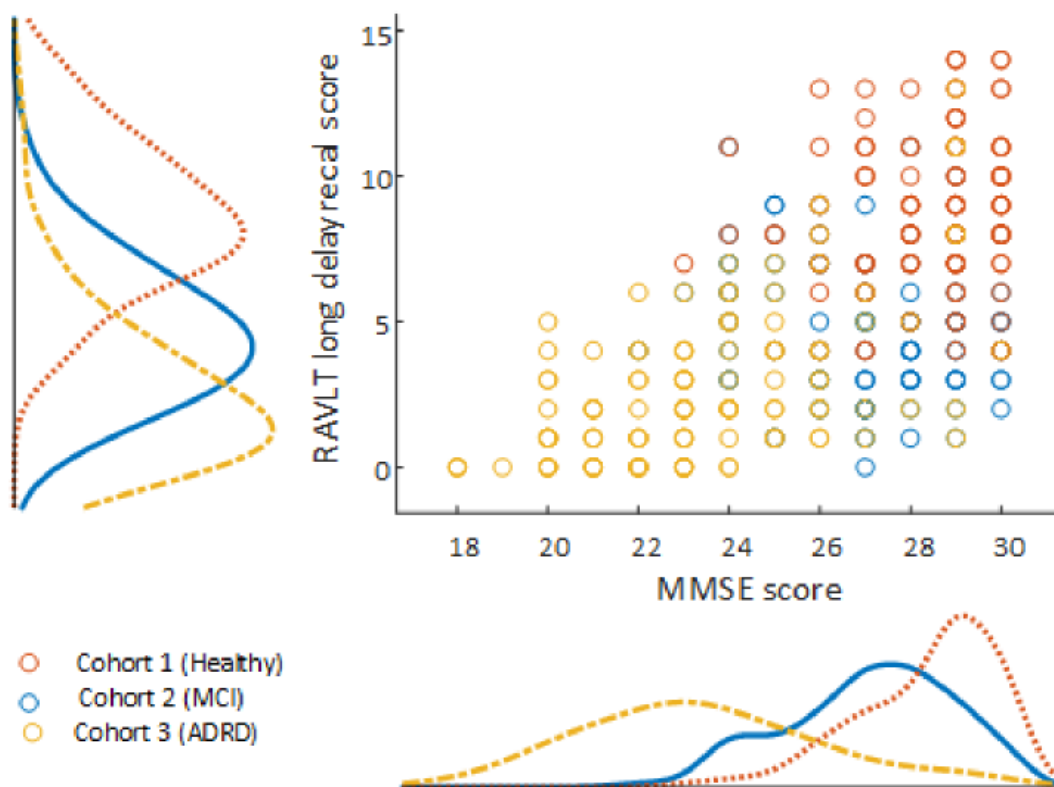 RAVLT long delay recal score
15
10
5
0
18 20 22 24 26 28 30
MMSE score
Cohort 1 (Healthy)
Cohort 2 (MCI)
Cohort 3 (ADRD)